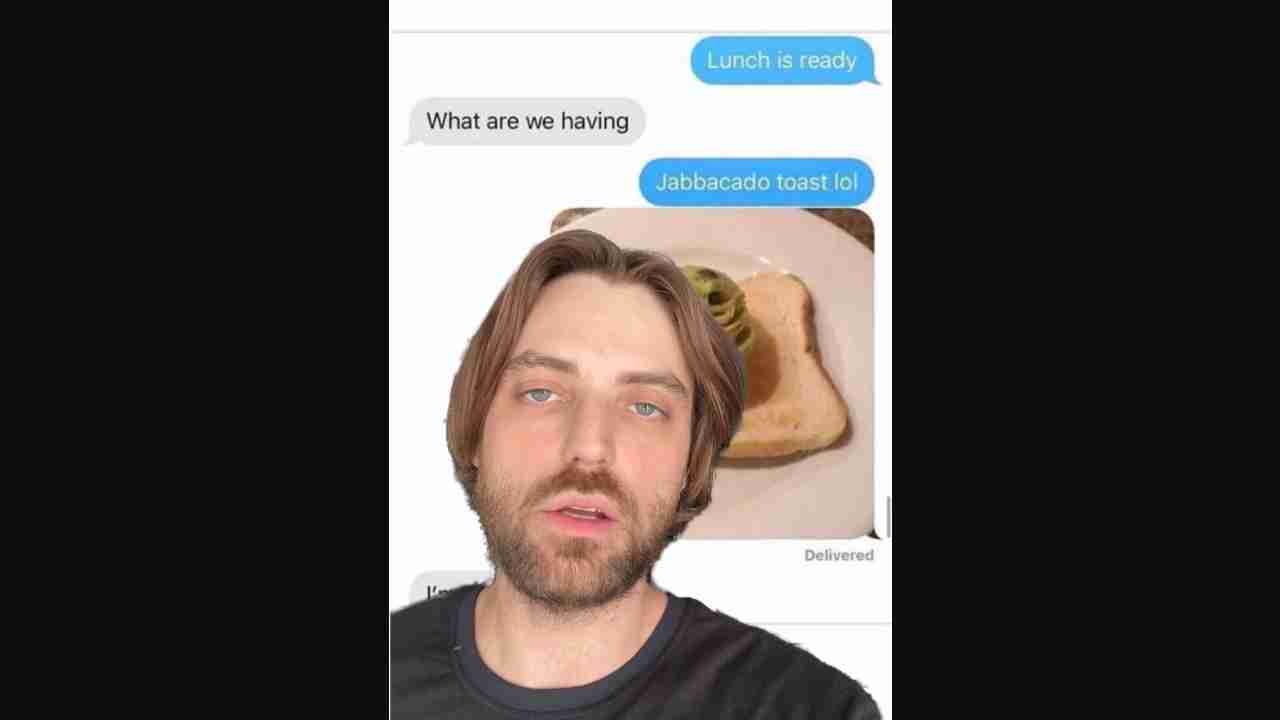 Lunch is ready
What are we having
Jabbacado toast lol
Delivered